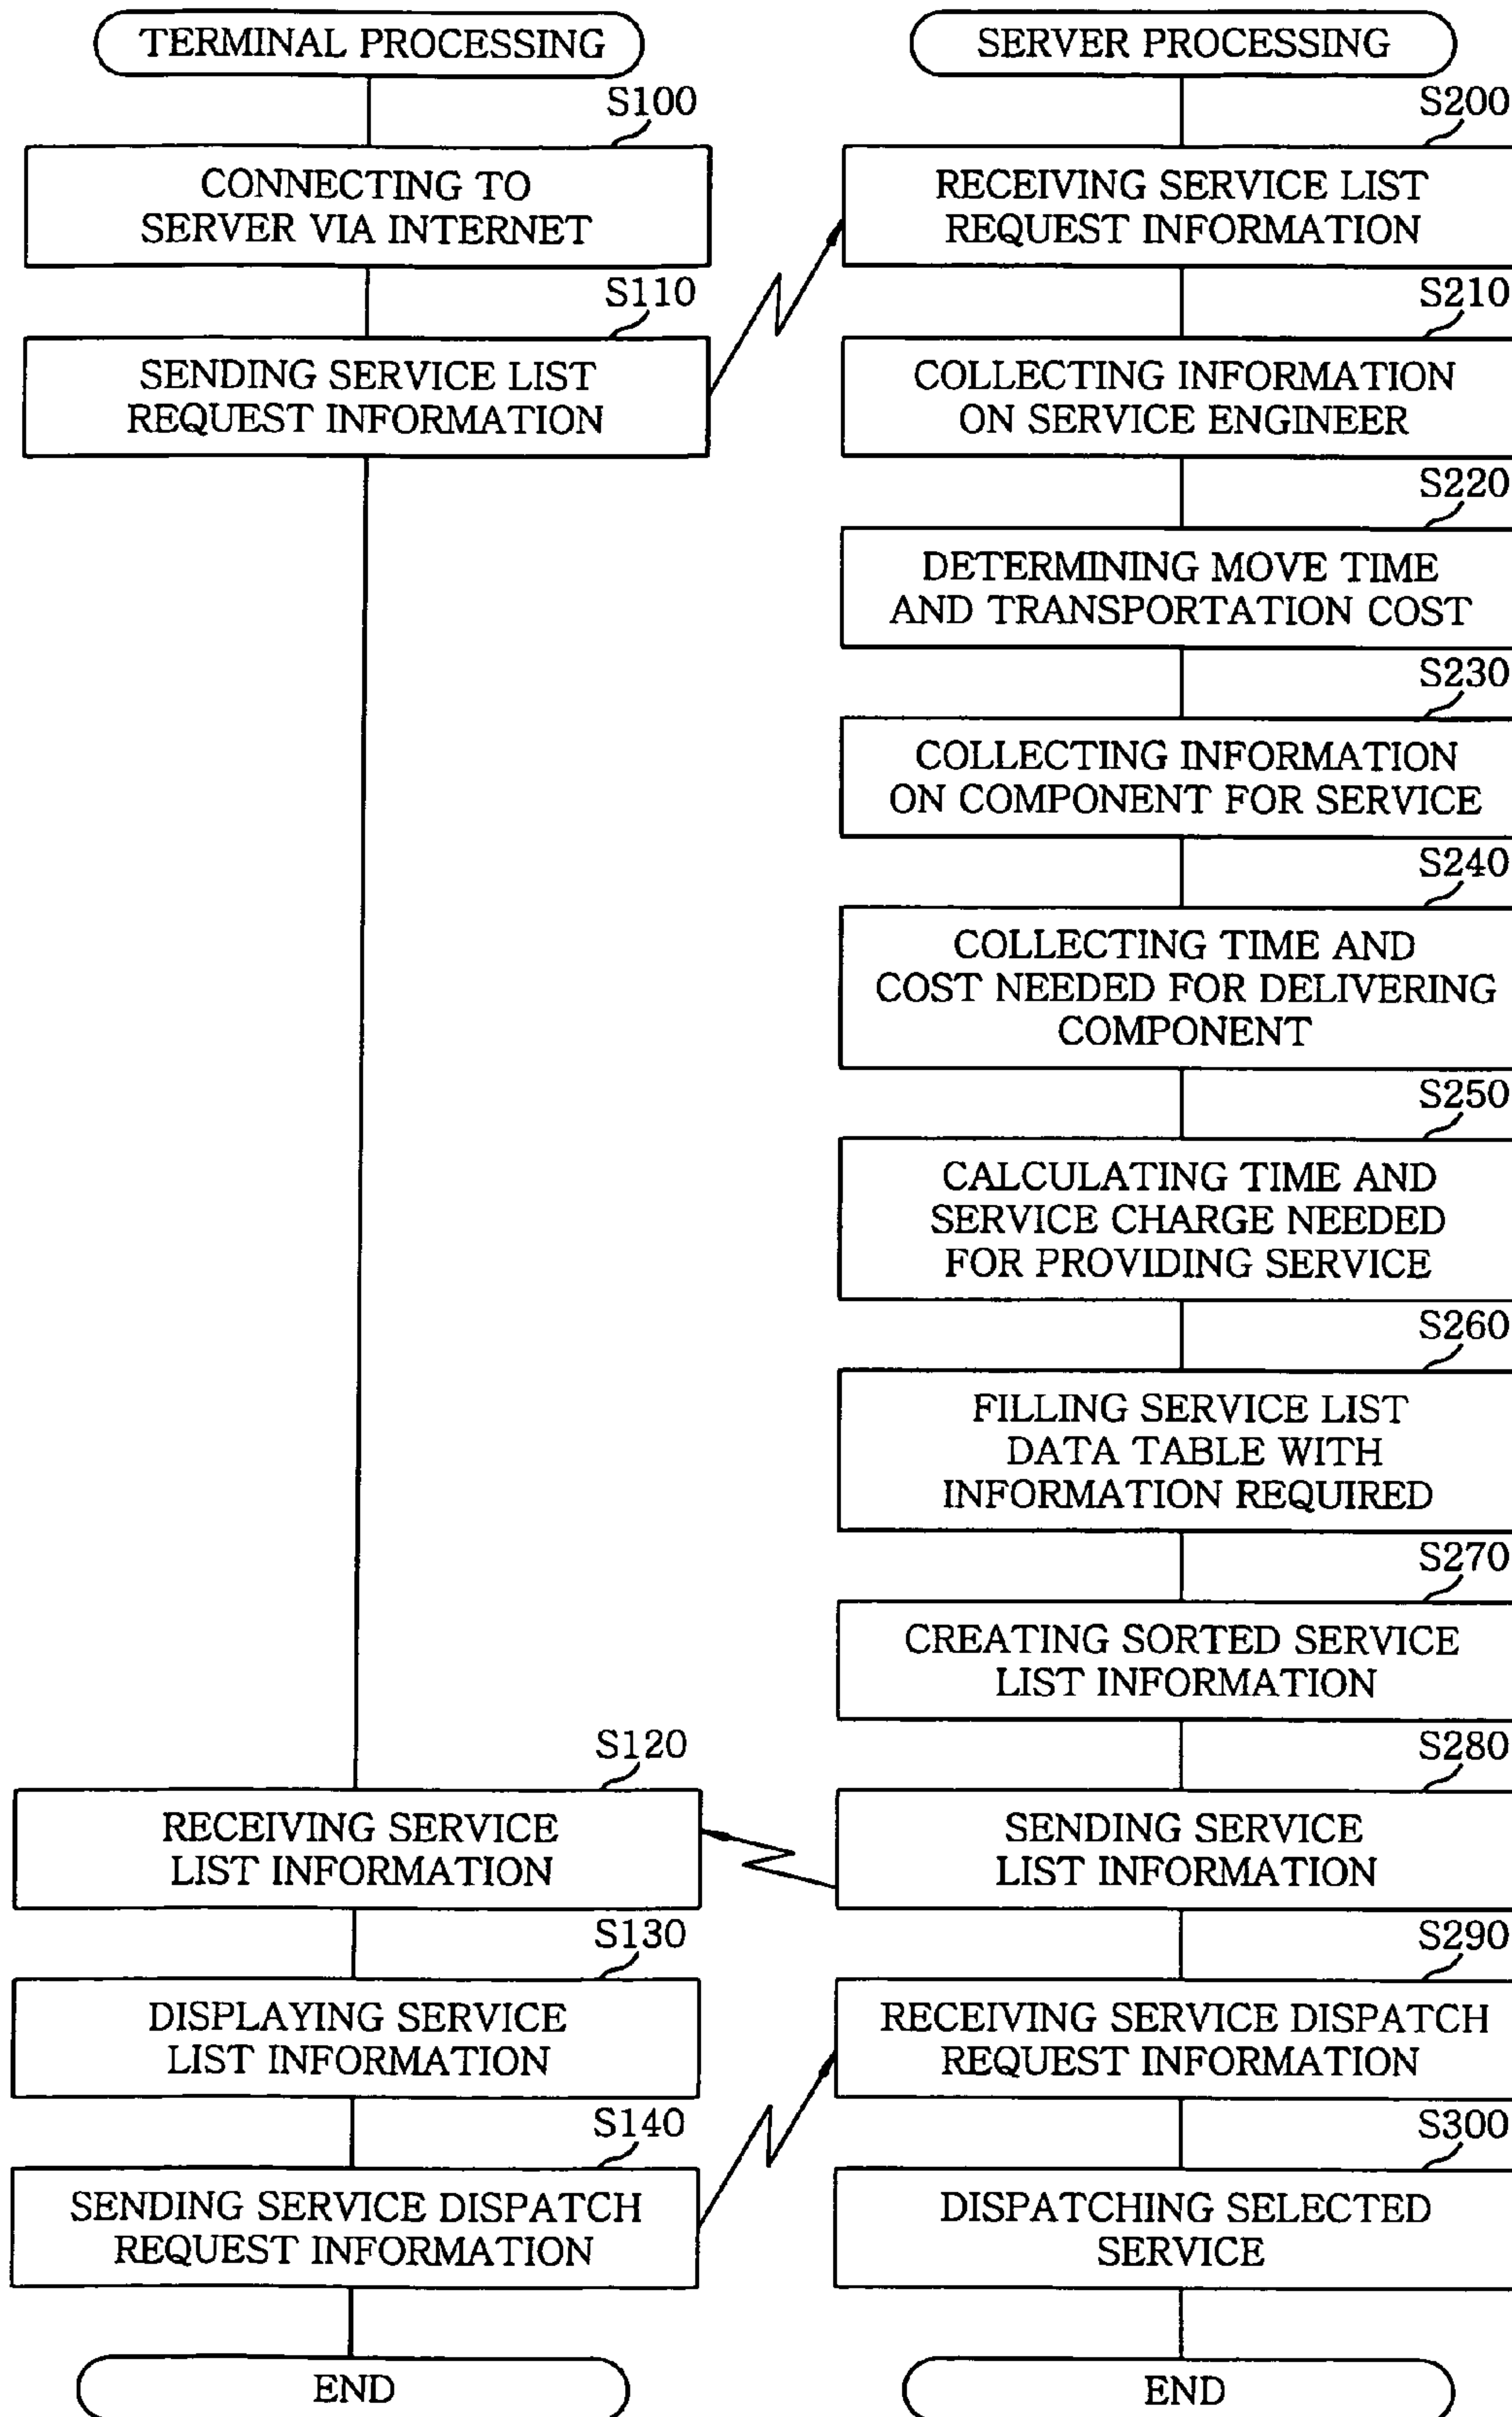 TERMINAL PROCESSING
S100
CONNECTING TO
SERVER VIA INTERNET
S110
SENDING SERVICE LIST
REQUEST INFORMATION
S120
RECEIVING SERVICE
LIST INFORMATION
S130
DISPLAYING SERVICE
LIST INFORMATION
S140
SENDING SERVICE DISPATCH
REQUEST INFORMATION
END
SERVER PROCESSING
S200
RECEIVING SERVICE LIST
REQUEST INFORMATION
S210
COLLECTING INFORMATION
ON SERVICE ENGINEER
S220
DETERMINING MOVE TIME
AND TRANSPORTATION COST
S230
COLLECTING INFORMATION
ON COMPONENT FOR SERVICE
S240
COLLECTING TIME AND
COST NEEDED FOR DELIVERING
COMPONENT
S250
CALCULATING TIME AND
SERVICE CHARGE NEEDED
FOR PROVIDING SERVICE
S260
FILLING SERVICE LIST
DATA TABLE WITH
INFORMATION REQUIRED
S270
CREATING SORTED SERVICE
LIST INFORMATION
S280
SENDING SERVICE
LIST INFORMATION
S290
RECEIVING SERVICE DISPATCH
REQUEST INFORMATION
S300
DISPATCHING SELECTED
SERVICE
END